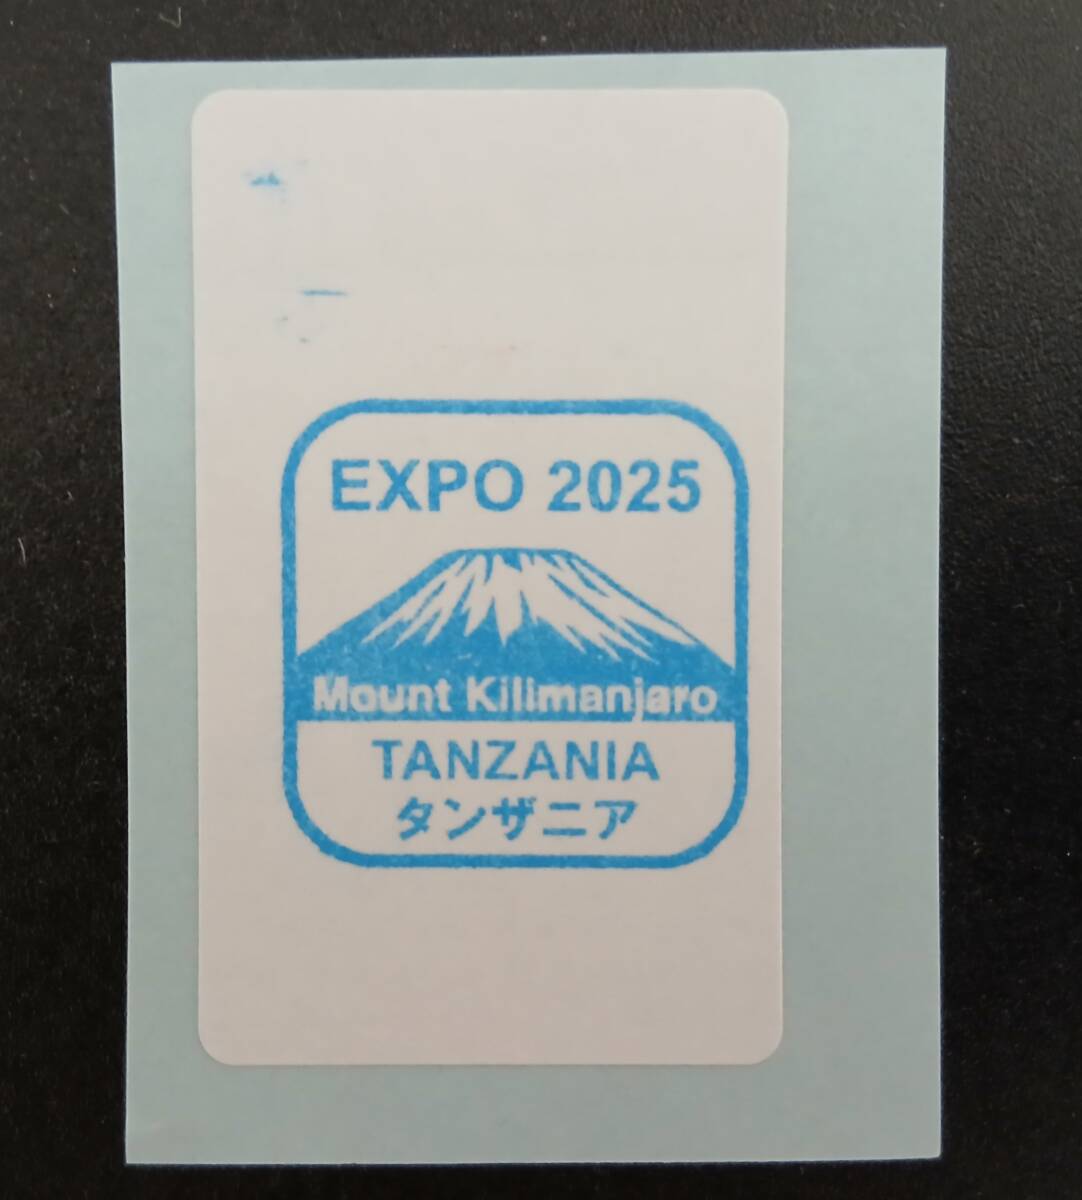 EXPO 2025
Mount Kilimanjaro
TANZANIA
タンザニア